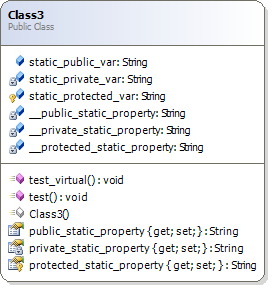 Class3
Public Class
static_public_var: String
static_private_var: String
static_protected_var: String
__public_static_property: String
__private_static_property: String
__protected_static_property: String
test_virtual() : void
test() : void
Class3()
public_static_property { get; set; } : String
private_static_property { get; set; } : String
protected_static_property { get; set; } : String